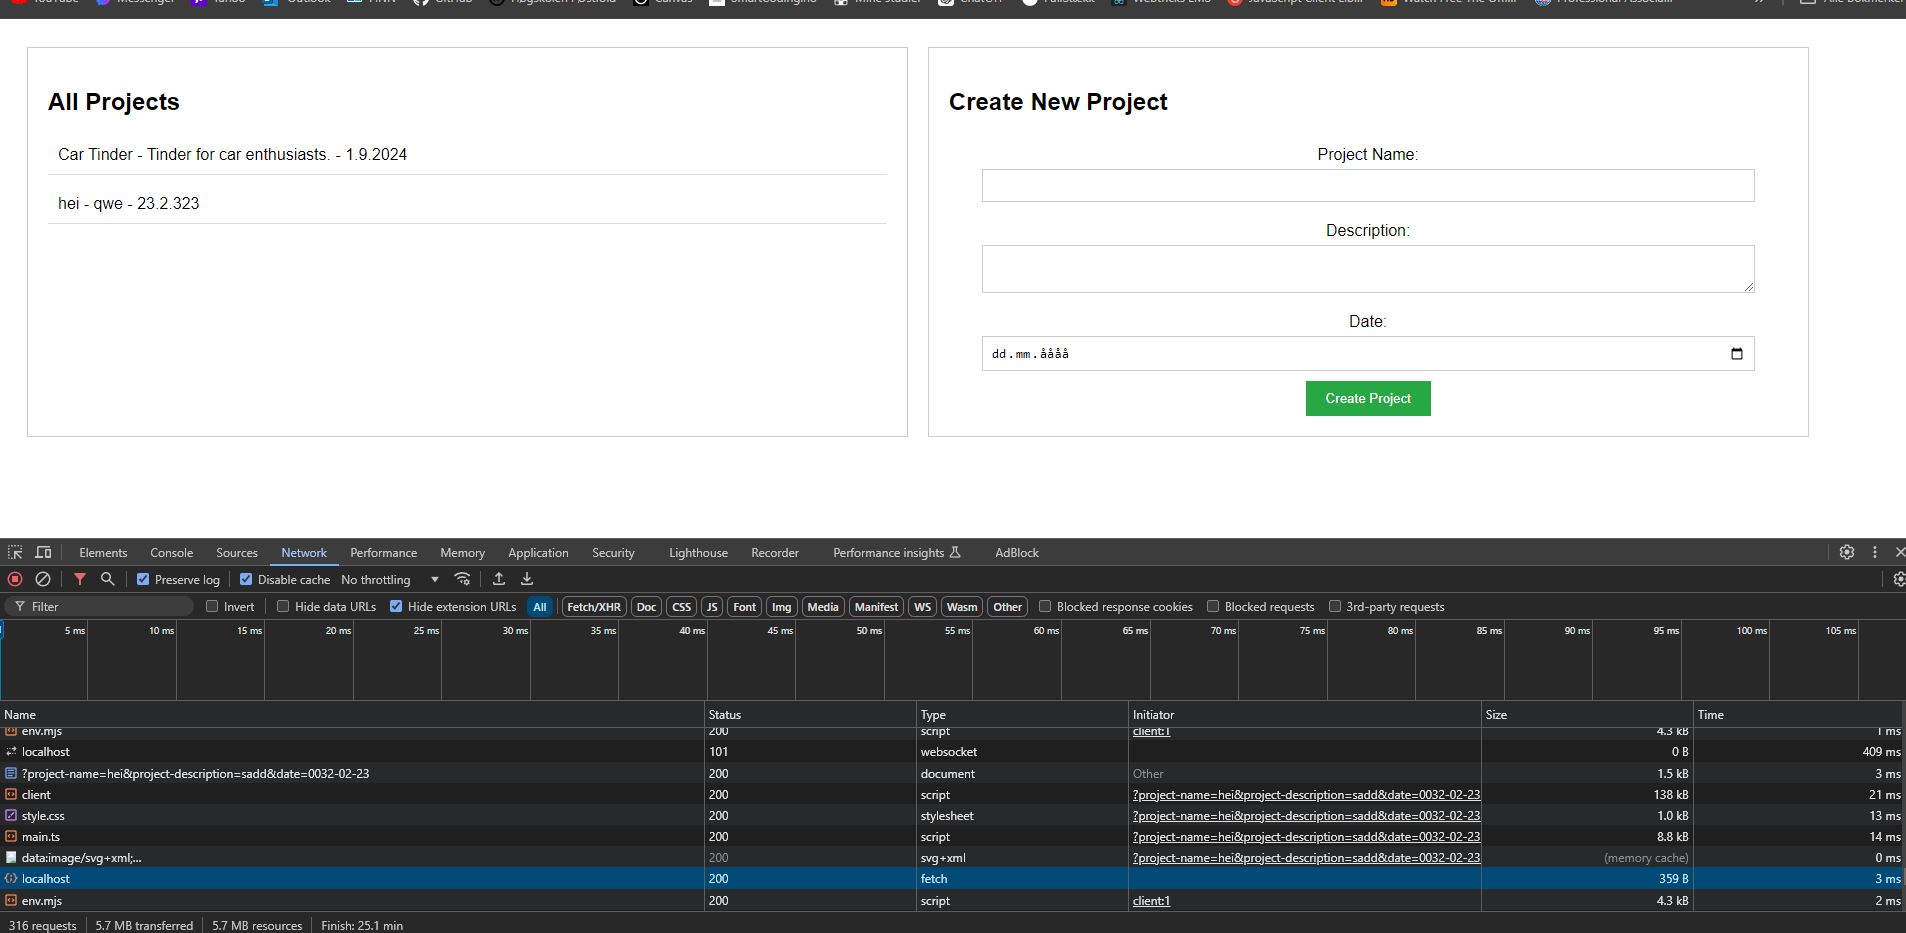 All Projects
Car Tinder - Tinder for car enthusiasts. - 1.9.2024
hei - qwe - 23.2.323
Create New Project
Project Name:
Description:
Date:
dd.mm.åååå
Create Project
Elements Console Sources Network Performance Memory Application Security Lighthouse Recorder Performance insights AdBlock
Preserve log Disable cache No throttling
Filter Invert Hide data URLs Hide extension URLs All Fetch/XHR Doc CSS JS Font Img Media Manifest WS Wasm Other Blocked response cookies Blocked requests 3rd-party requests
5 ms 10 ms 15 ms 20 ms 25 ms 30 ms 35 ms 40 ms 45 ms 50 ms 55 ms 60 ms 65 ms 70 ms 75 ms 80 ms 85 ms 90 ms 95 ms 100 ms 105 ms
Name Status Type Initiator Size Time
env.mjs 200 script client:1 4.3 kB 1 ms
localhost 101 websocket 0 B 409 ms
?project-name=hei&project-description=sadd&date=0032-02-23 200 document Other 1.5 kB 3 ms
client 200 script ?project-name=hei&project-description=sadd&date=0032-02-23 138 kB 21 ms
style.css 200 stylesheet ?project-name=hei&project-description=sadd&date=0032-02-23 1.0 kB 13 ms
main.ts 200 script ?project-name=hei&project-description=sadd&date=0032-02-23 8.8 kB 14 ms
data:image/svg+xml;... 200 svg+xml ?project-name=hei&project-description=sadd&date=0032-02-23 (memory cache) 0 ms
localhost 200 fetch 359 B 3 ms
env.mjs 200 script client:1 4.3 kB 2 ms
316 requests 5.7 MB transferred 5.7 MB resources Finish: 25.1 min